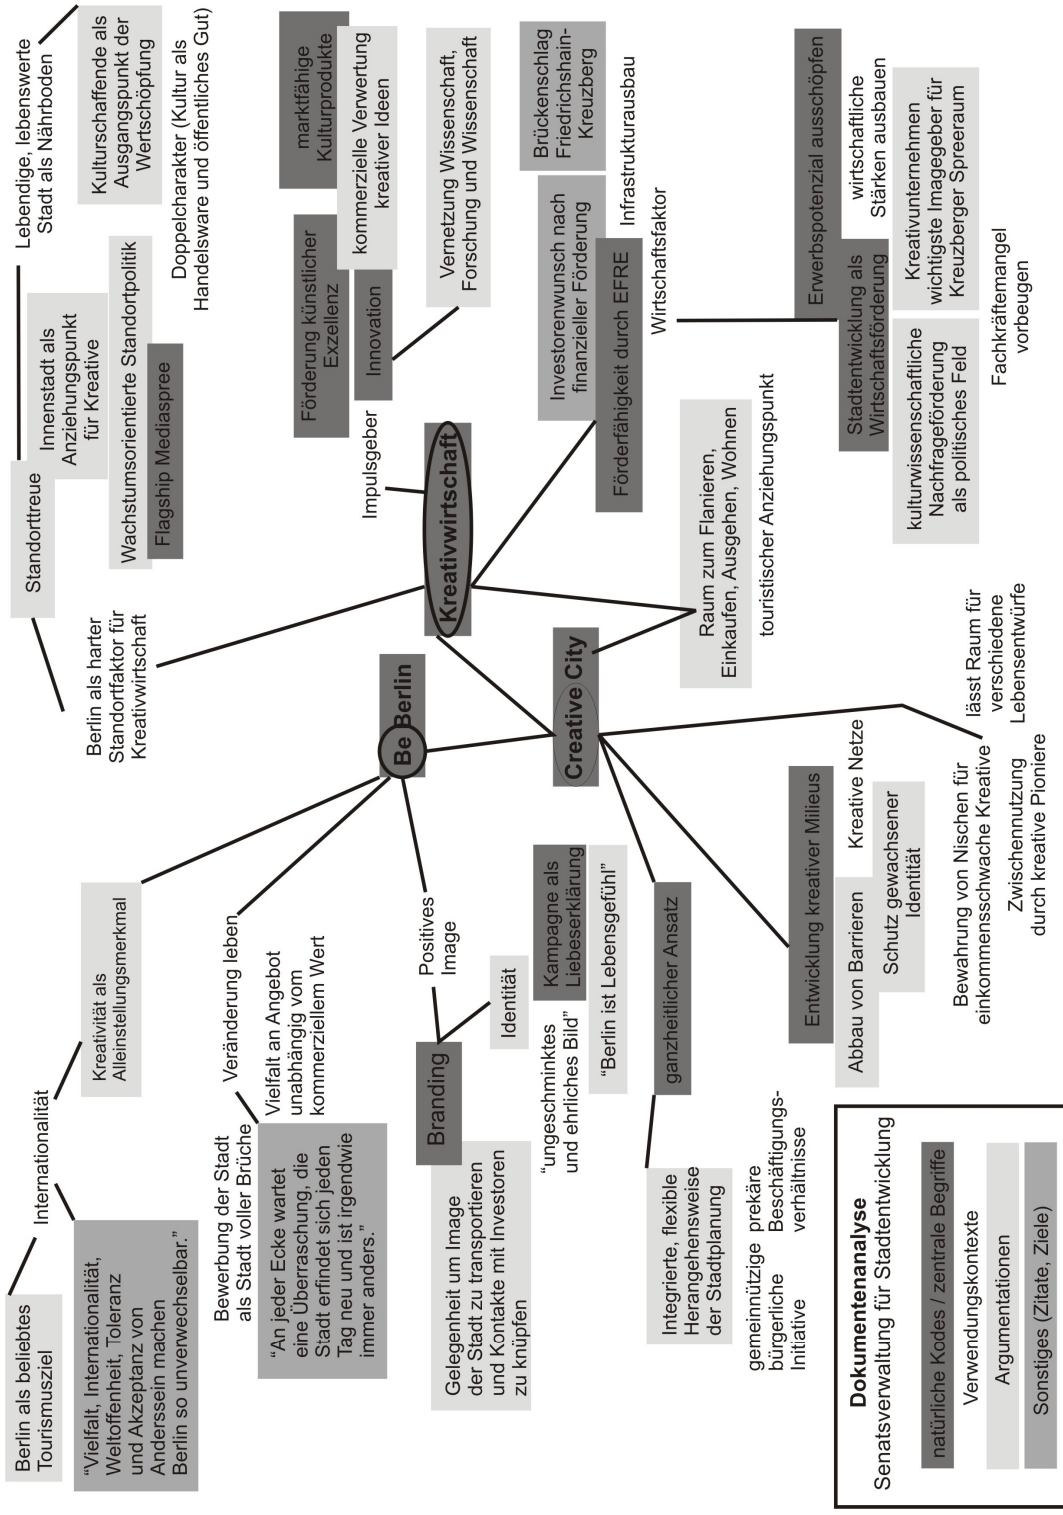 Berlin als beliebtes
Tourismusziel
Internationalität
“Vielfalt, Internationalität,
Weltoffenheit, Toleranz
und Akzeptanz von
Anderssein machen
Berlin so unverwechselbar.”
Kreativität als
Alleinstellungsmerkmal
Bewerbung der Stadt
als Stadt voller Brüche
Veränderung leben
“An jeder Ecke wartet
eine Überraschung, die
Stadt erfindet sich jeden
Tag neu und ist irgendwie
immer anders.”
Vielfalt an Angebot
unabhängig vom
kommerziellem Wert
Branding
Positives
Image
Identität
Gelegenheit um Image
der Stadt zu transportieren
und Kontakte mit Investoren
zu knüpfen
“ungeschminktes
und ehrliches Bild”
Kampagne als
Liebeserklärung
“Berlin ist Lebensgefühl”
ganzheitlicher Ansatz
Integrierte, flexible
Herangehensweise
der Stadtplanung
gemeinnützige
bürgerliche
Initiative
prekäre
Beschäftigungs-
verhältnisse
Entwicklung kreativer Milieus
Abbau von Barrieren
Kreative Netze
Schutz gewachsener
Identität
Bewahrung von Nischen für
einkommensschwache Kreative
Zwischennutzung
durch kreative Pioniere
lässt Raum für
verschiedene
Lebensentwürfe
Dokumentenanalyse
Senatsverwaltung für Stadtentwicklung
natürliche Kodes / zentrale Begriffe
Verwendungskontexte
Argumentationen
Sonstiges (Zitate, Ziele)
Be Berlin
Creative City
Kreativwirtschaft
Berlin als harter
Standortfaktor für
Kreativwirtschaft
Standorttreue
Innenstadt als
Anziehungspunkt
für Kreative
Wachstumsorientierte Standortpolitik
Flagship Mediaspree
Lebendige, lebenswerte
Stadt als Nährboden
Kulturschaffende als
Ausgangspunkt der
Wertschöpfung
Doppelcharakter (Kultur als
Handelsware und öffentliches Gut)
Impulsgeber
Förderung künstlicher
Exzellenz
marktfähige
Kulturprodukte
Innovation
kommerzielle Verwertung
kreativer Ideen
Vernetzung Wissenschaft,
Forschung und Wissenschaft
Investorenwunsch nach
finanzieller Förderung
Brückenschlag
Friedrichshain-
Kreuzberg
Förderfähigkeit durch EFRE
Infrastrukturausbau
Wirtschaftsfaktor
Raum zum Flanieren,
Einkaufen, Ausgehen, Wohnen
touristischer Anziehungspunkt
Erwerbspotenzial ausschöpfen
Stadtentwicklung als
Wirtschaftsförderung
wirtschaftliche
Stärken ausbauen
kulturwissenschaftliche
Nachfrageförderung
als politisches Feld
Kreativunternehmen
wichtigste Imagegeber für
Kreuzberger Spreeraum
Fachkräftemangel
vorbeugen